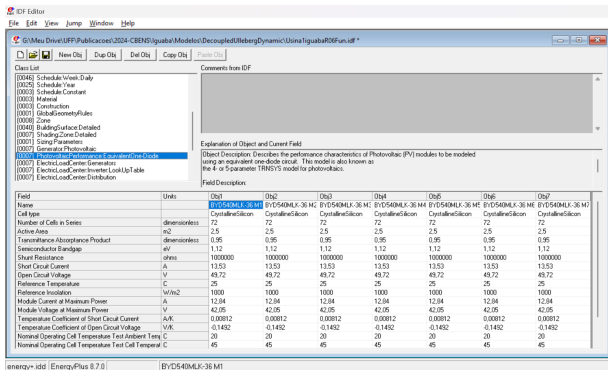 IDF Editor
File Edit View Jump Window Help
G:\Meu Drive\UFF\Publicacoes\2024-CBENS\Iguaba\Modelos\DecoupledUllebergDynamic\Usina1iguabaR06Fun.idf *
New Obj Dup Obj Del Obj Copy Obj Paste Obj
Class List
Comments from IDF
[0046] Schedule:Week:Daily
[0025] Schedule:Year
[0023] Schedule:Constant
[0003] Material
[0003] Construction
[0001] GlobalGeometryRules
[0008] Zone
[0040] BuildingSurface:Detailed
[0007] Shading:Zone:Detailed
[0001] Sizing:Parameters
[0007] Generator:Photovoltaic
[0007] PhotovoltaicPerformance:EquivalentOne-Diode
[0007] ElectricLoadCenter:Generators
[0007] ElectricLoadCenter:Inverter:LookUpTable
[0007] ElectricLoadCenter:Distribution
Explanation of Object and Current Field
Object Description: Describes the performance characteristics of Photovoltaic (PV) modules to be modeled
using an equivalent one-diode circuit. This model is also known as
the 4- or 5-parameter TRNSYS model for photovoltaics.
Field Description:
Field Units Obj1 Obj2 Obj3 Obj4 Obj5 Obj6 Obj7
Name BYD540MLK-36 M1 BYD540MLK-36 M2 BYD540MLK-36 M3 BYD540MLK-36 M4 BYD540MLK-36 M5 BYD540MLK-36 M6 BYD540MLK-36 M7
Cell type CrystallineSilicon CrystallineSilicon CrystallineSilicon CrystallineSilicon CrystallineSilicon CrystallineSilicon CrystallineSilicon
Number of Cells in Series dimensionless 72 72 72 72 72 72 72
Active Area m2 2,5 2,5 2,5 2,5 2,5 2,5 2,5
Transmittance Absorptance Product dimensionless 0,95 0,95 0,95 0,95 0,95 0,95 0,95
Semiconductor Bandgap eV 1,12 1,12 1,12 1,12 1,12 1,12 1,12
Shunt Resistance ohms 1000000 1000000 1000000 1000000 1000000 1000000 1000000
Short Circuit Current A 13,53 13,53 13,53 13,53 13,53 13,53 13,53
Open Circuit Voltage V 49,72 49,72 49,72 49,72 49,72 49,72 49,72
Reference Temperature C 25 25 25 25 25 25 25
Reference Insolation W/m2 1000 1000 1000 1000 1000 1000 1000
Module Current at Maximum Power A 12,84 12,84 12,84 12,84 12,84 12,84 12,84
Module Voltage at Maximum Power V 42,05 42,05 42,05 42,05 42,05 42,05 42,05
Temperature Coefficient of Short Circuit Current A/K 0,00812 0,00812 0,00812 0,00812 0,00812 0,00812 0,00812
Temperature Coefficient of Open Circuit Voltage V/K -0,1492 -0,1492 -0,1492 -0,1492 -0,1492 -0,1492 -0,1492
Nominal Operating Cell Temperature Test Ambient Temp C 20 20 20 20 20 20 20
Nominal Operating Cell Temperature Test Cell Temperat C 45 45 45 45 45 45 45
energy+.idd EnergyPlus 8.7.0 BYD540MLK-36 M1